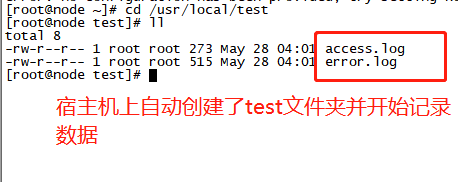 [root@node ~]# cd /usr/local/test
[root@node test]# ll
total 8
-rw-r--r-- 1 root root 273 May 28 04:01 access.log
-rw-r--r-- 1 root root 515 May 28 04:01 error.log
[root@node test]#
宿主机上自动创建了test文件夹并开始记录
数据